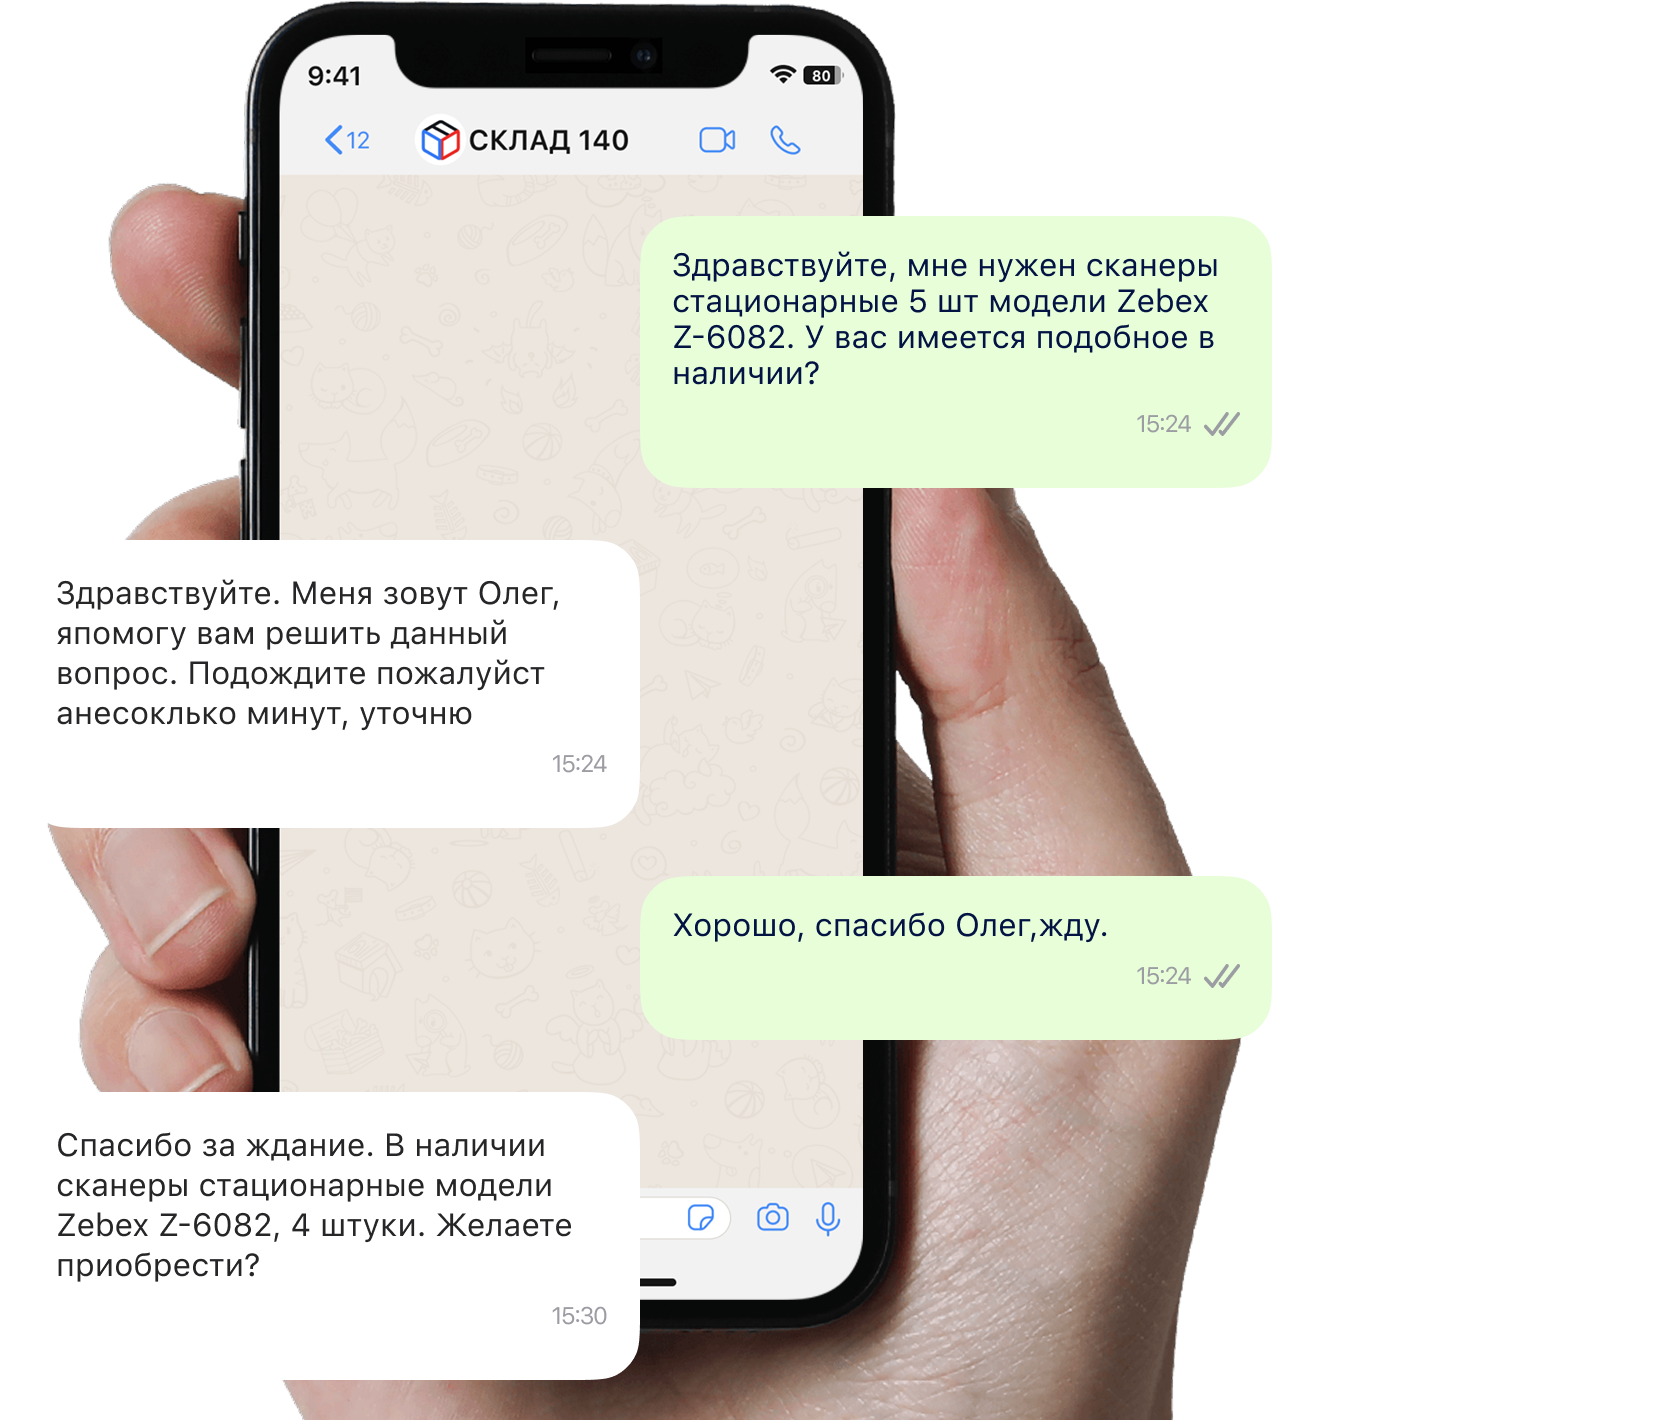 9:41
80
12
СКЛАД 140
Здравствуйте, мне нужен сканеры
стационарные 5 шт модели Zebex
Z-6082. У вас имеется подобное в
наличии?
15:24
Здравствуйте. Меня зовут Олег,
япомогу вам решить данный
вопрос. Подождите пожалуйст
анесоклько минут, уточню
15:24
Хорошо, спасибо Олег,жду.
15:24
Спасибо за ждание. В наличии
сканеры стационарные модели
Zebex Z-6082, 4 штуки. Желаете
приобрести?
15:30